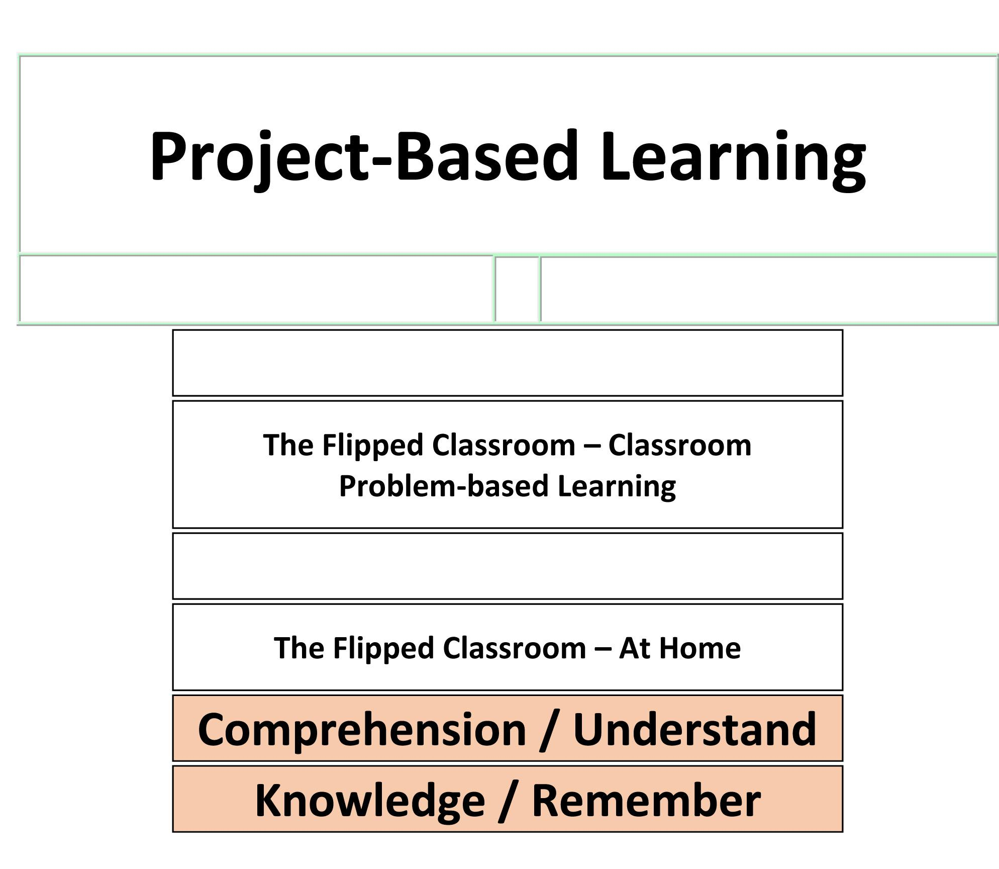 Project-Based Learning
The Flipped Classroom – Classroom
Problem-based Learning
The Flipped Classroom – At Home
Comprehension / Understand
Knowledge / Remember